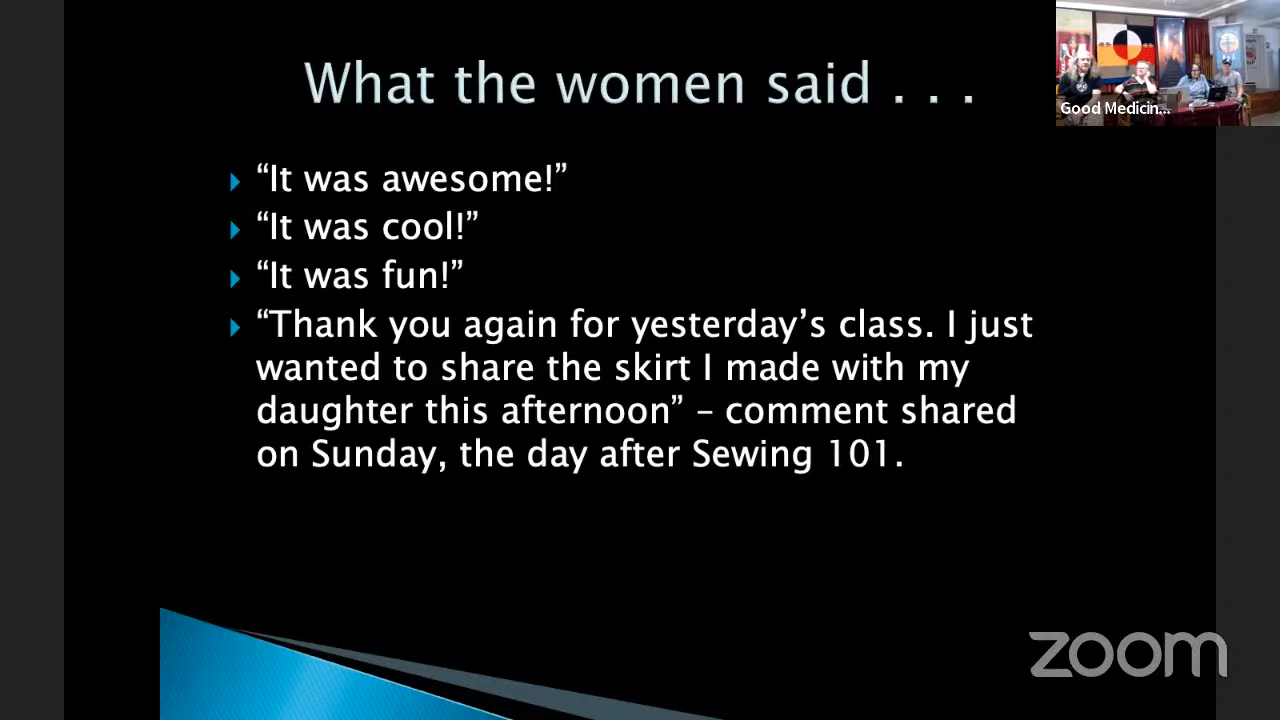 What the women said . . .
Good Medicin...
“It was awesome!”
“It was cool!”
“It was fun!”
“Thank you again for yesterday’s class. I just
wanted to share the skirt I made with my
daughter this afternoon” – comment shared
on Sunday, the day after Sewing 101.
zoom